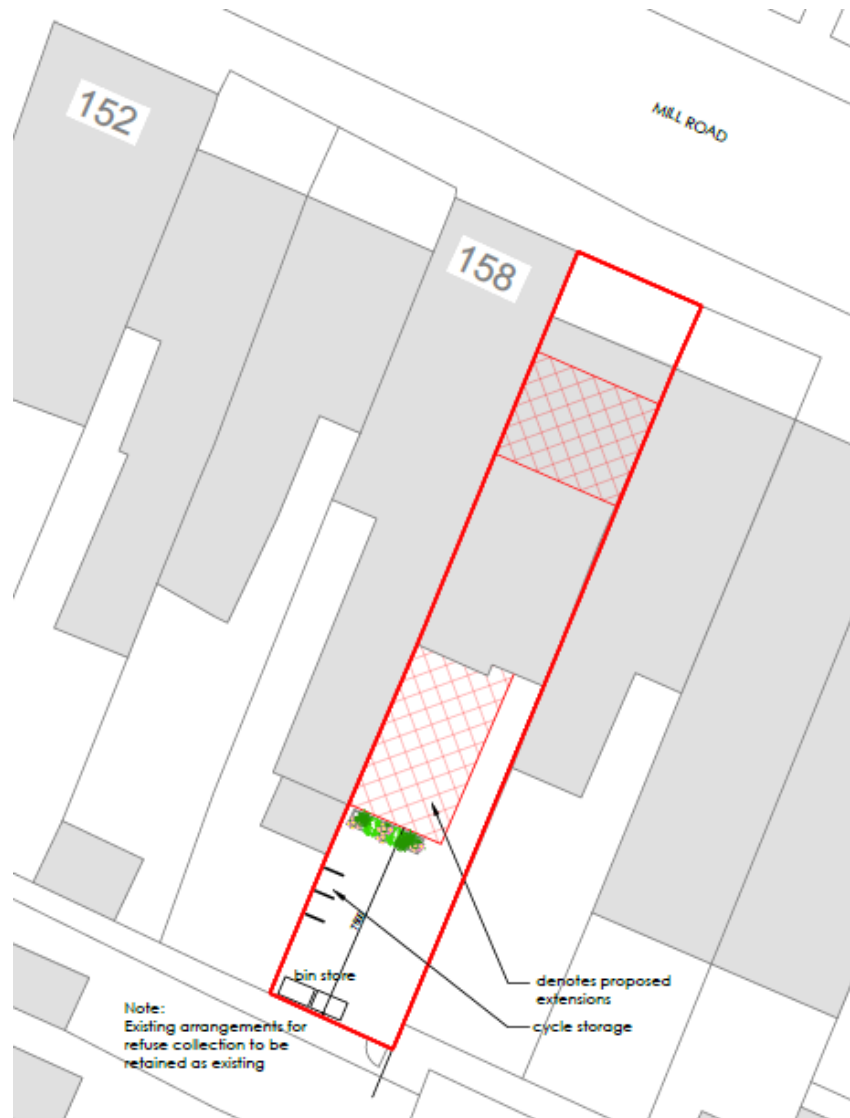 152
MILL ROAD
158
7500
bin store
denotes proposed
extensions
cycle storage
Note:
Existing arrangements for
refuse collection to be
retained as existing